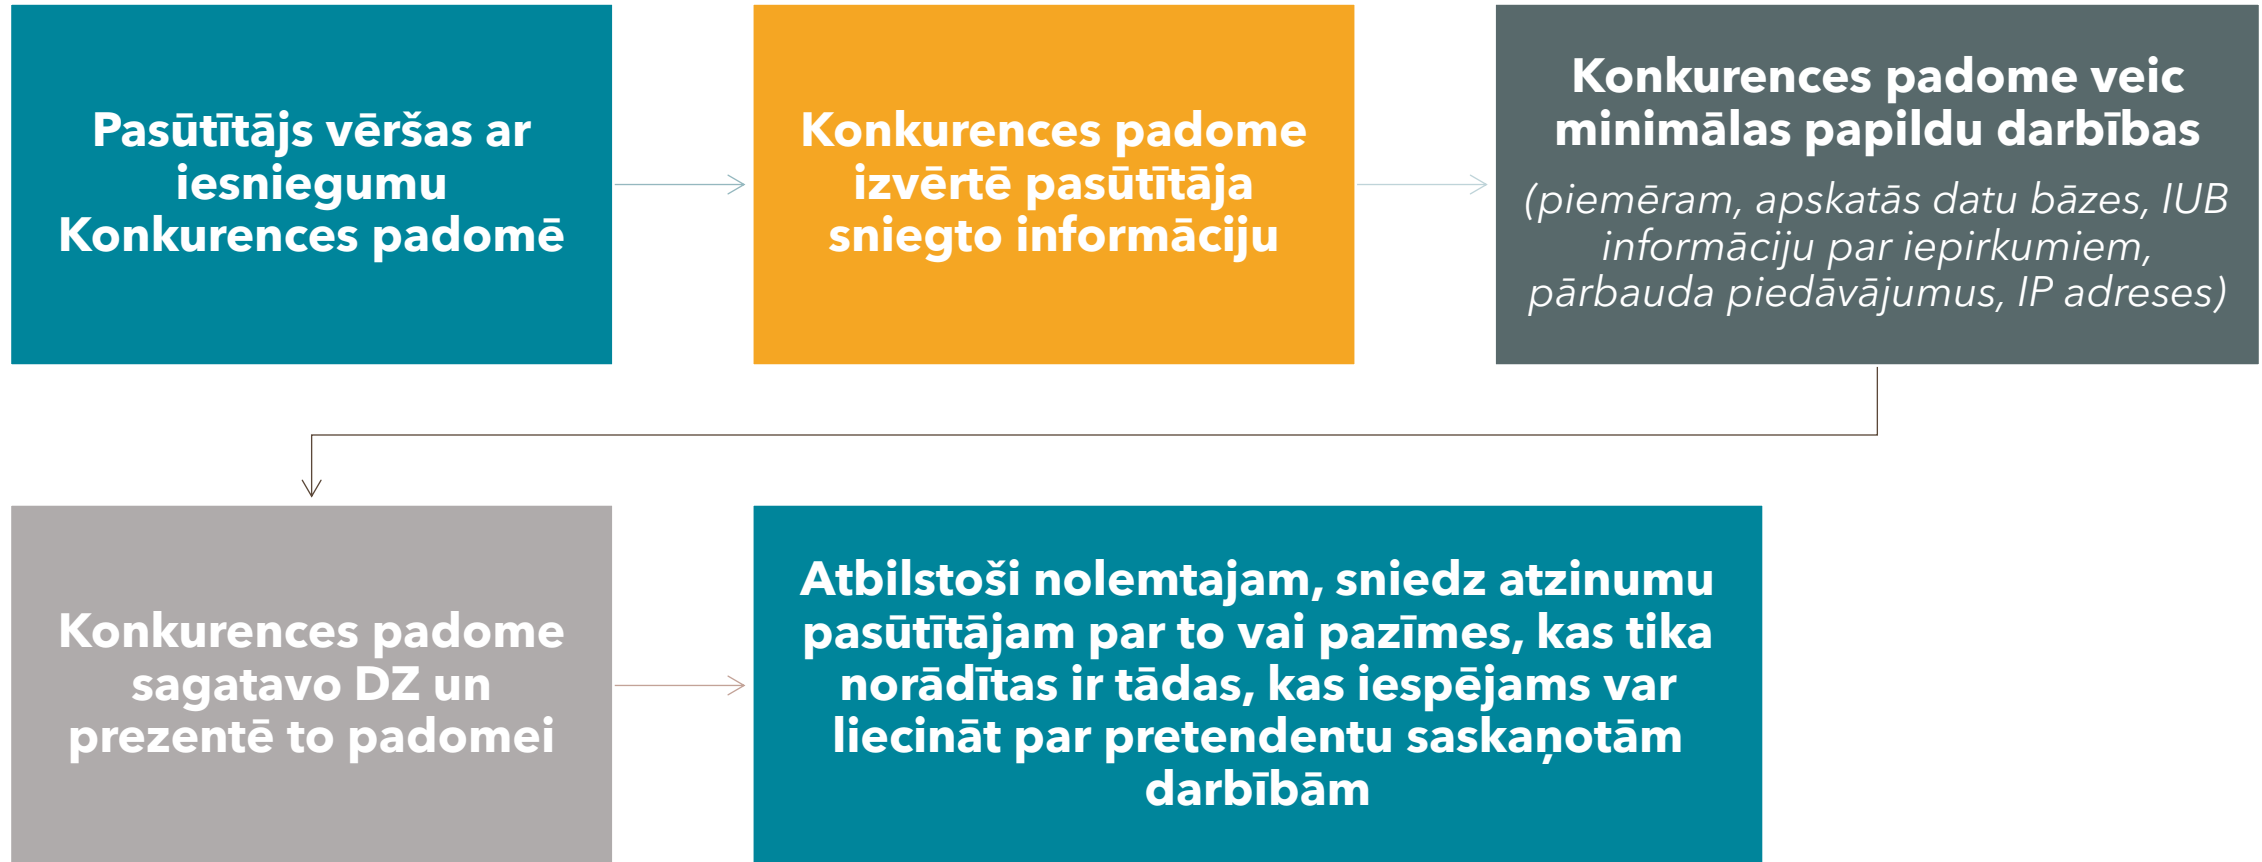 Pasūtītājs vēršas ar
iesniegumu
Konkurences padomē
Konkurences padome
izvērtē pasūtītāja
sniegto informāciju
Konkurences padome veic
minimālas papildu darbības
(piemēram, apskatās datu bāzes, IUB
informāciju par iepirkumiem,
pārbauda piedāvājumus, IP adreses)
Konkurences padome
sagatavo DZ un
prezentē to padomei
Atbilstoši nolemtajam, sniedz atzinumu
pasūtītājam par to vai pazīmes, kas tika
norādītas ir tādas, kas iespējams var
liecināt par pretendentu saskaņotām
darbībām